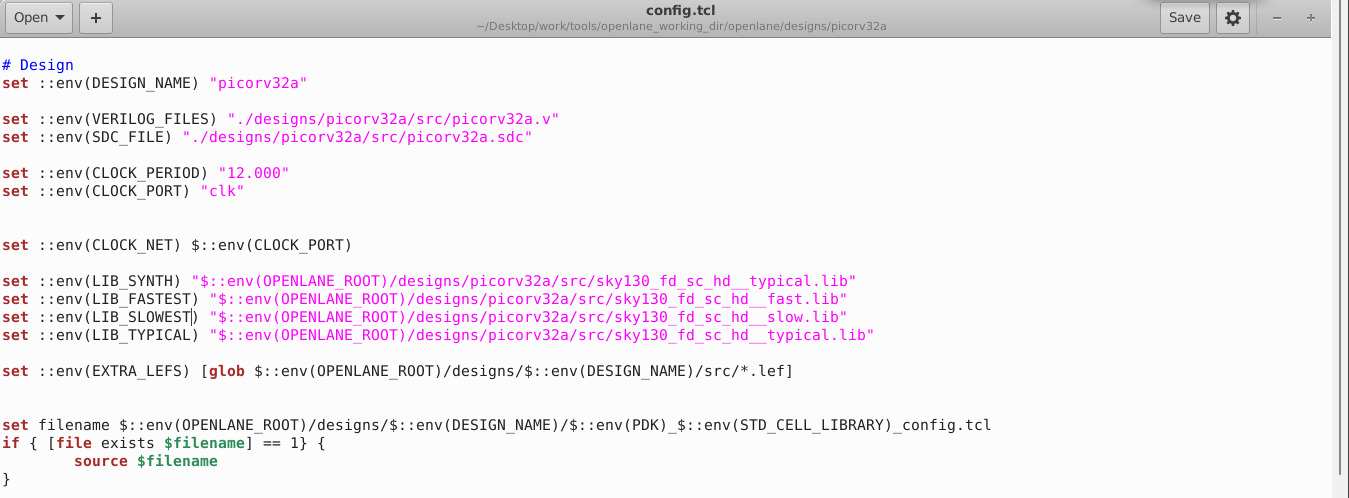 Open
+
config.tcl
~/Desktop/work/tools/openlane_working_dir/openlane/designs/picorv32a
Save
# Design
set ::env(DESIGN_NAME) "picorv32a"
set ::env(VERILOG_FILES) "./designs/picorv32a/src/picorv32a.v"
set ::env(SDC_FILE) "./designs/picorv32a/src/picorv32a.sdc"
set ::env(CLOCK_PERIOD) "12.000"
set ::env(CLOCK_PORT) "clk"
set ::env(CLOCK_NET) $::env(CLOCK_PORT)
set ::env(LIB_SYNTH) "$::env(OPENLANE_ROOT)/designs/picorv32a/src/sky130_fd_sc_hd__typical.lib"
set ::env(LIB_FASTEST) "$::env(OPENLANE_ROOT)/designs/picorv32a/src/sky130_fd_sc_hd__fast.lib"
set ::env(LIB_SLOWEST) "$::env(OPENLANE_ROOT)/designs/picorv32a/src/sky130_fd_sc_hd__slow.lib"
set ::env(LIB_TYPICAL) "$::env(OPENLANE_ROOT)/designs/picorv32a/src/sky130_fd_sc_hd__typical.lib"
set ::env(EXTRA_LEFS) [glob $::env(OPENLANE_ROOT)/designs/$::env(DESIGN_NAME)/src/*.lef]
set filename $::env(OPENLANE_ROOT)/designs/$::env(DESIGN_NAME)/$::env(PDK)_$::env(STD_CELL_LIBRARY)_config.tcl
if { [file exists $filename] == 1} {
        source $filename
}